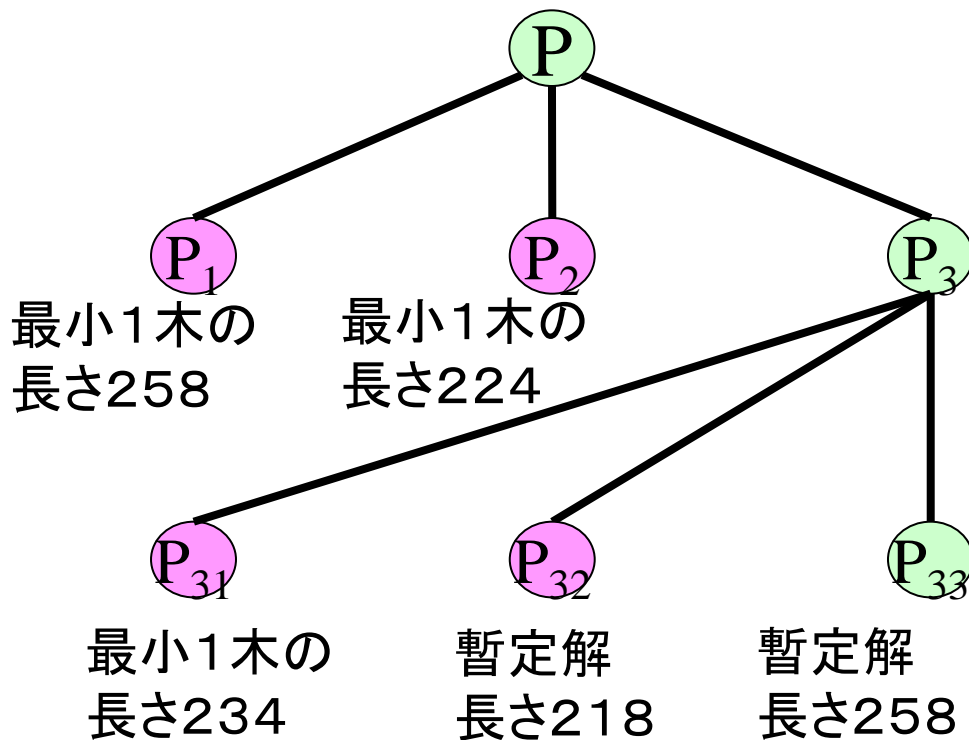 P
P₁
P₂
P₃
最小１木の
長さ258
最小１木の
長さ224
P₃₁
P₃₂
P₃₃
最小１木の
長さ234
暫定解
長さ218
暫定解
長さ258